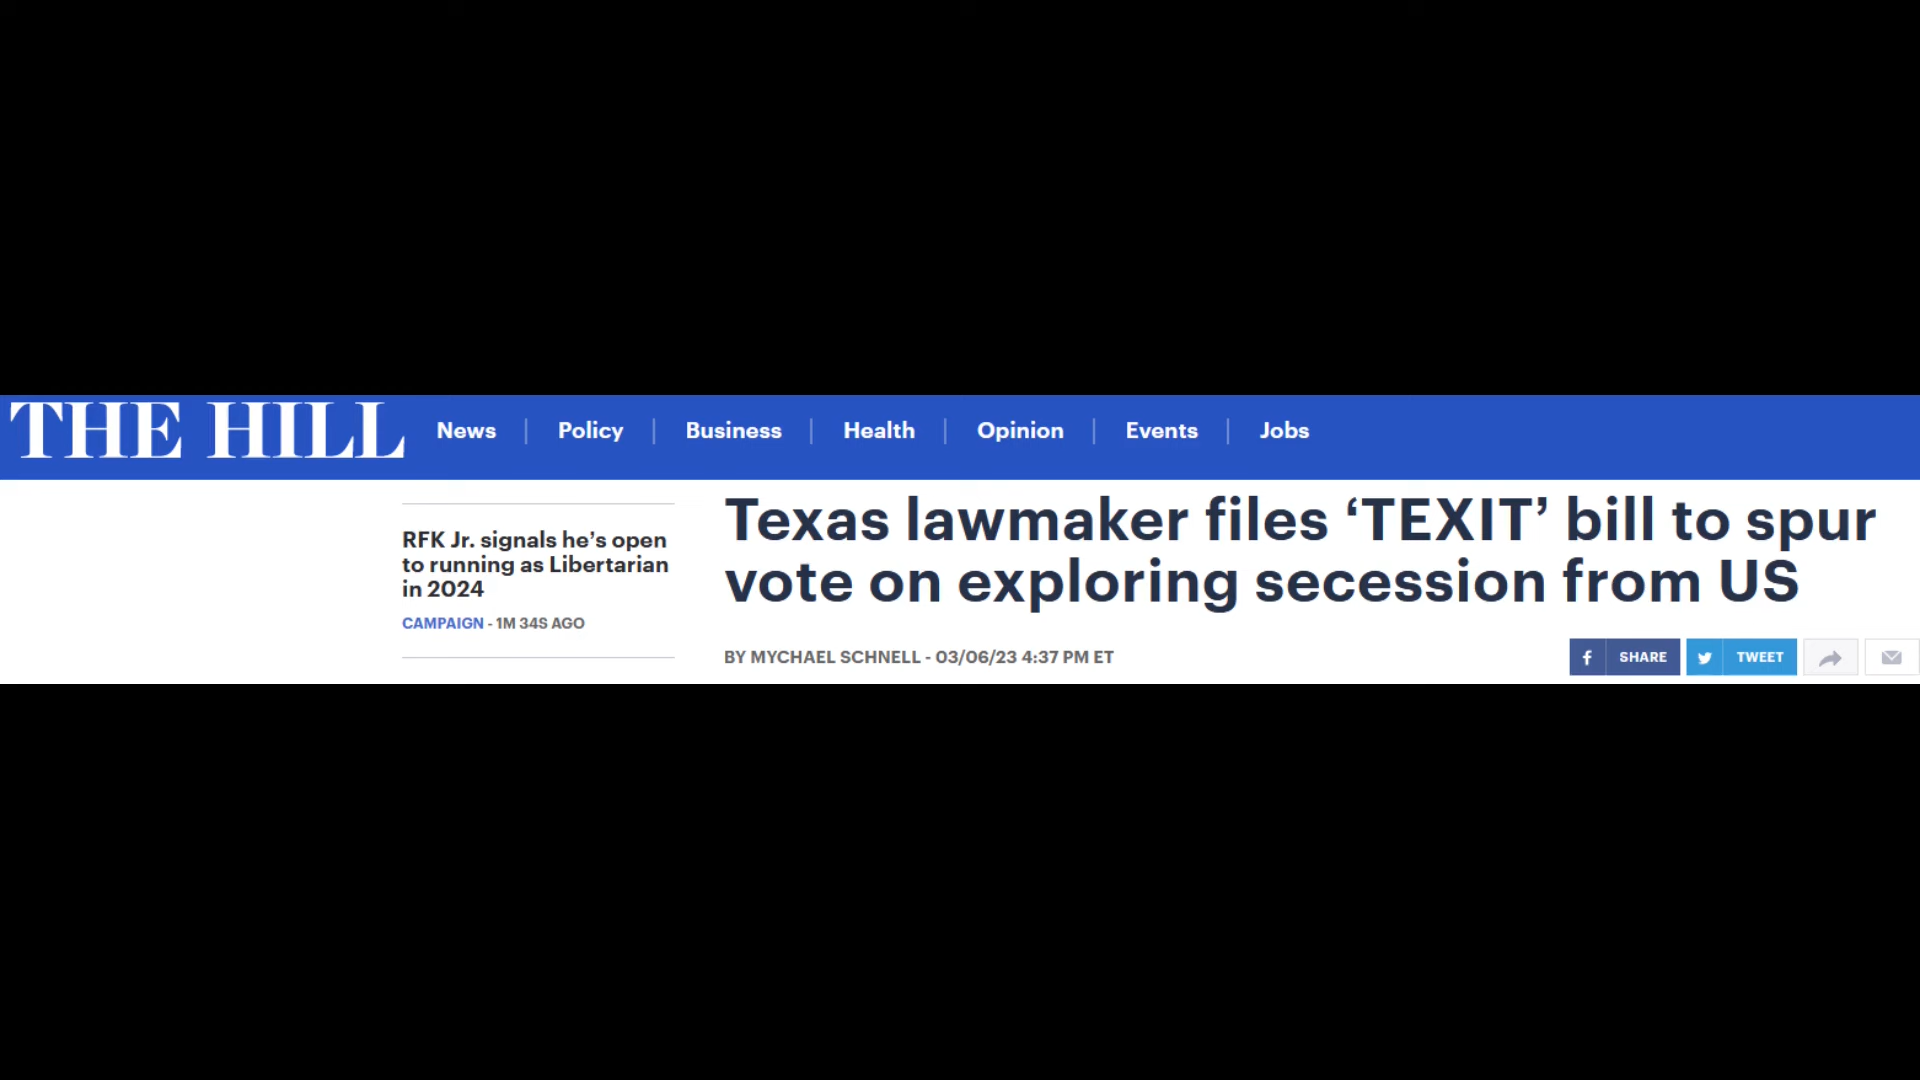 THE HILL
News
Policy
Business
Health
Opinion
Events
Jobs
RFK Jr. signals he’s open
to running as Libertarian
in 2024
CAMPAIGN - 1M 34S AGO
Texas lawmaker files ‘TEXIT’ bill to spur
vote on exploring secession from US
BY MYCHAEL SCHNELL - 03/06/23 4:37 PM ET
f SHARE
TWEET